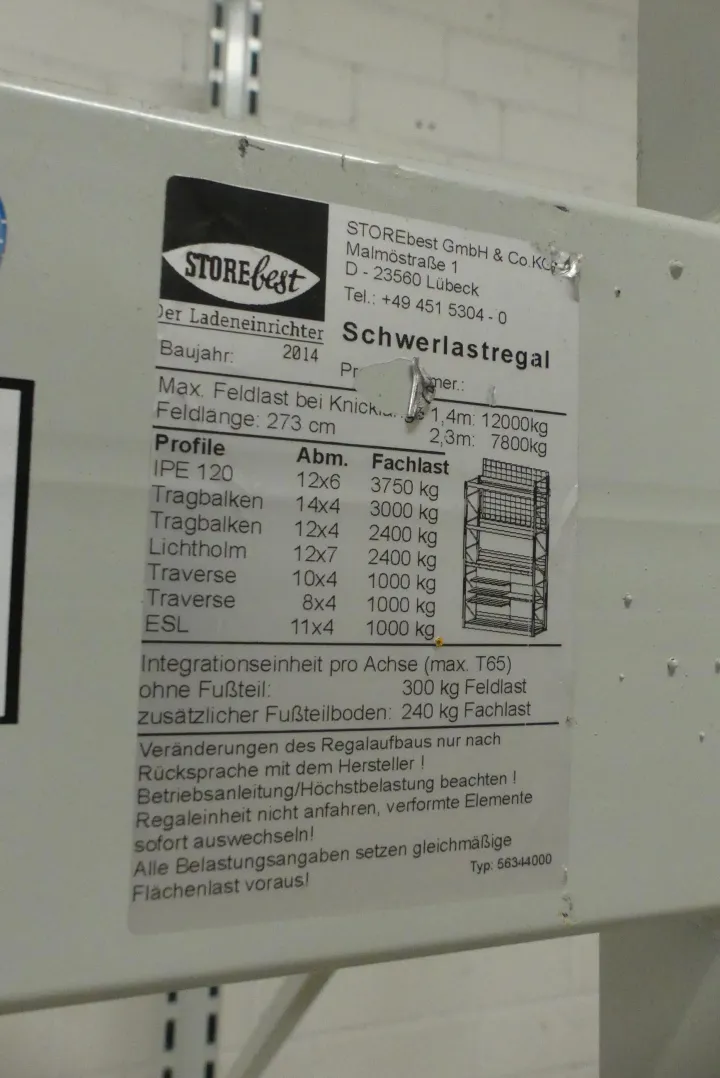 STOREbest
Der Ladeneinrichter
STOREbest GmbH & Co.KG
Malmöstraße 1
D - 23560 Lübeck
Tel.: +49 451 5304 - 0
Schwerlastregal
Baujahr: 2014
Max. Feldlast bei 1,4m: 12000kg
Feldlänge: 273 cm 2,3m: 7800kg
Profile Abm. Fachlast
IPE 120 12x6 3750 kg
Tragbalken 14x4 3000 kg
Tragbalken 12x4 2400 kg
Lichtholm 12x7 2400 kg
Traverse 10x4 1000 kg
Traverse 8x4 1000 kg
ESL 11x4 1000 kg
Integrationseinheit pro Achse (max. T65)
ohne Fußteil: 300 kg Feldlast
zusätzlicher Fußteilboden: 240 kg Fachlast
Veränderungen des Regalaufbaus nur nach
Rücksprache mit dem Hersteller !
Betriebsanleitung/Höchstbelastung beachten !
Regaleinheit nicht anfahren, verformte Elemente
sofort auswechseln!
Alle Belastungsangaben setzen gleichmäßige
Flächenlast voraus!
Typ: 56344000